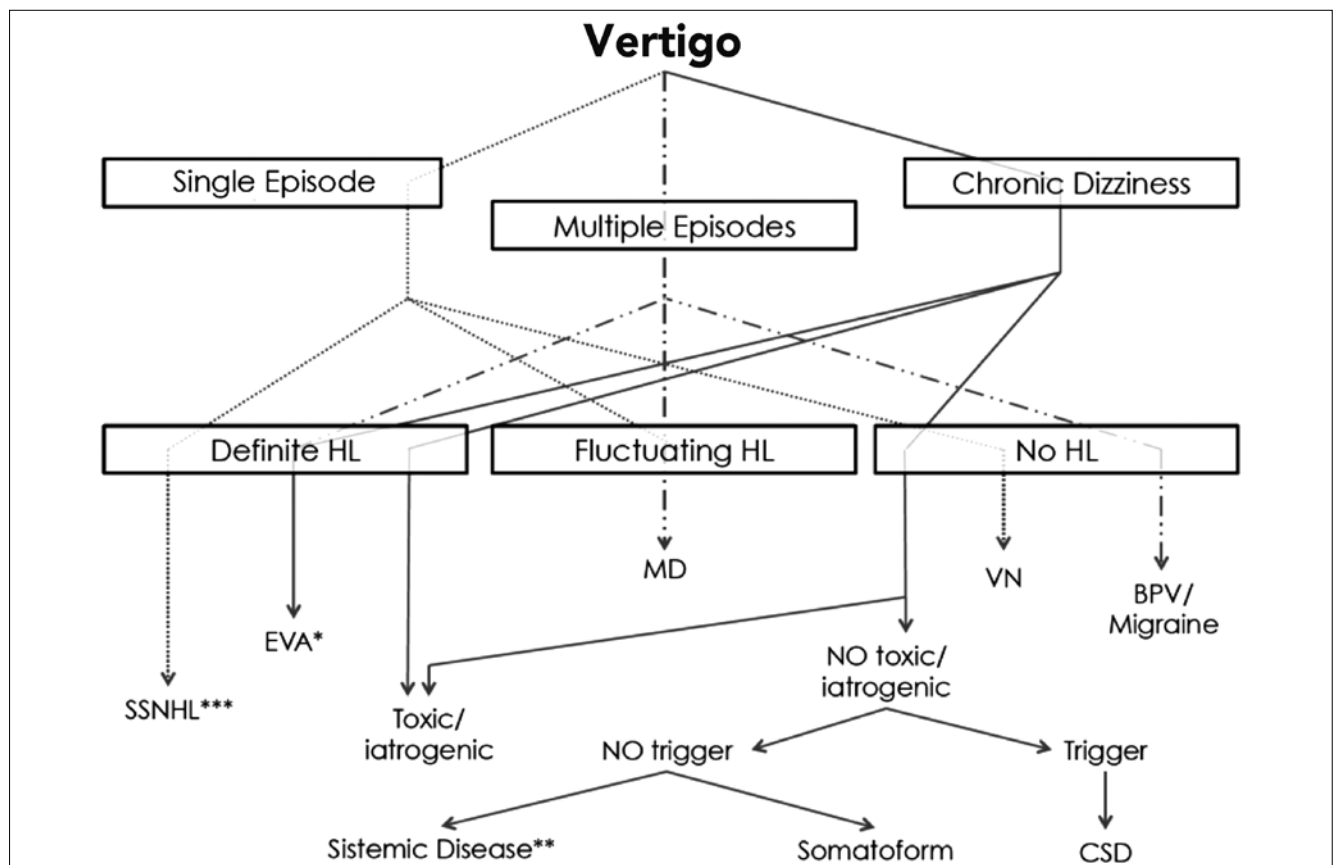 Vertigo
Single Episode
Chronic Dizziness
Multiple Episodes
Definite HL
Fluctuating HL
No HL
MD
VN
BPV/
Migraine
EVA*
NO toxic/
iatrogenic
SSNHL***
Toxic/
iatrogenic
NO trigger
Trigger
Sistemic Disease**
Somatoform
CSD